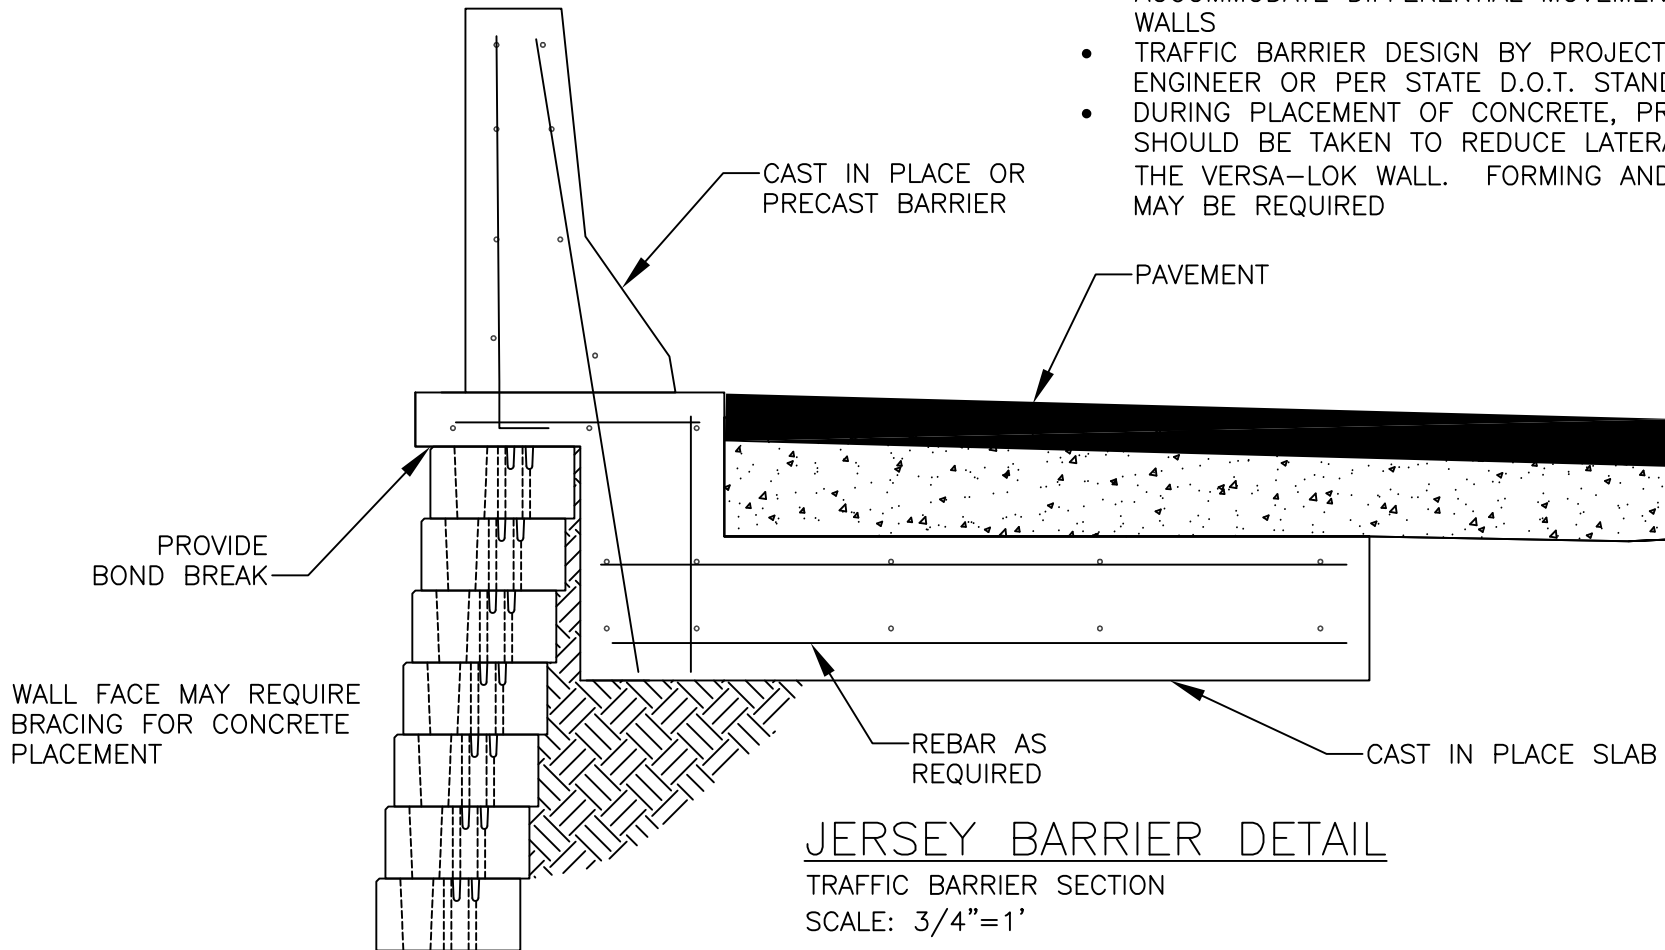 ACCOMMODATE DIFFERENTIAL
WALLS
• TRAFFIC BARRIER DESIGN BY PROJECT
ENGINEER OR PER STATE D.O.T.
• DURING PLACEMENT OF CONCRETE,
SHOULD BE TAKEN TO REDUCE
THE VERSA-LOK WALL. FORMING AND
MAY BE REQUIRED
CAST IN PLACE OR
PRECAST BARRIER
PAVEMENT
PROVIDE
BOND BREAK
WALL FACE MAY REQUIRE
BRACING FOR CONCRETE
PLACEMENT
REBAR AS
REQUIRED
CAST IN PLACE SLAB
JERSEY BARRIER DETAIL
TRAFFIC BARRIER SECTION
SCALE: 3/4"=1'